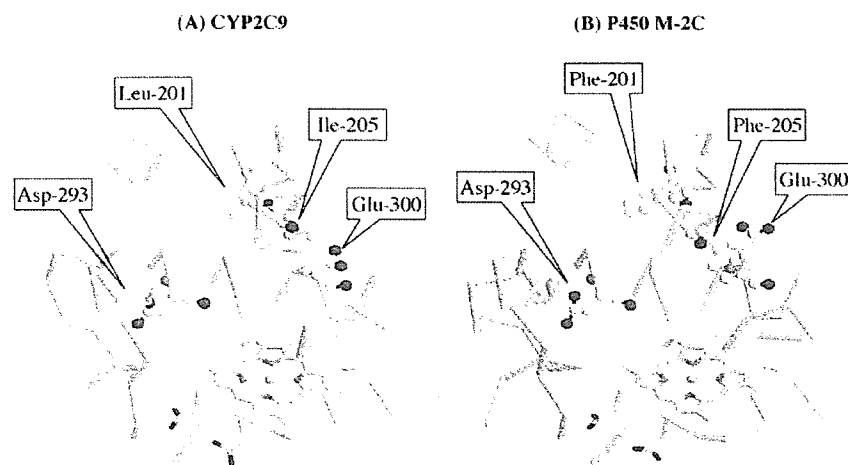 (A) CYP2C9
(B) P450 M-2C
Leu-201
Ile-205
Asp-293
Glu-300
Phe-201
Phe-205
Asp-293
Glu-300